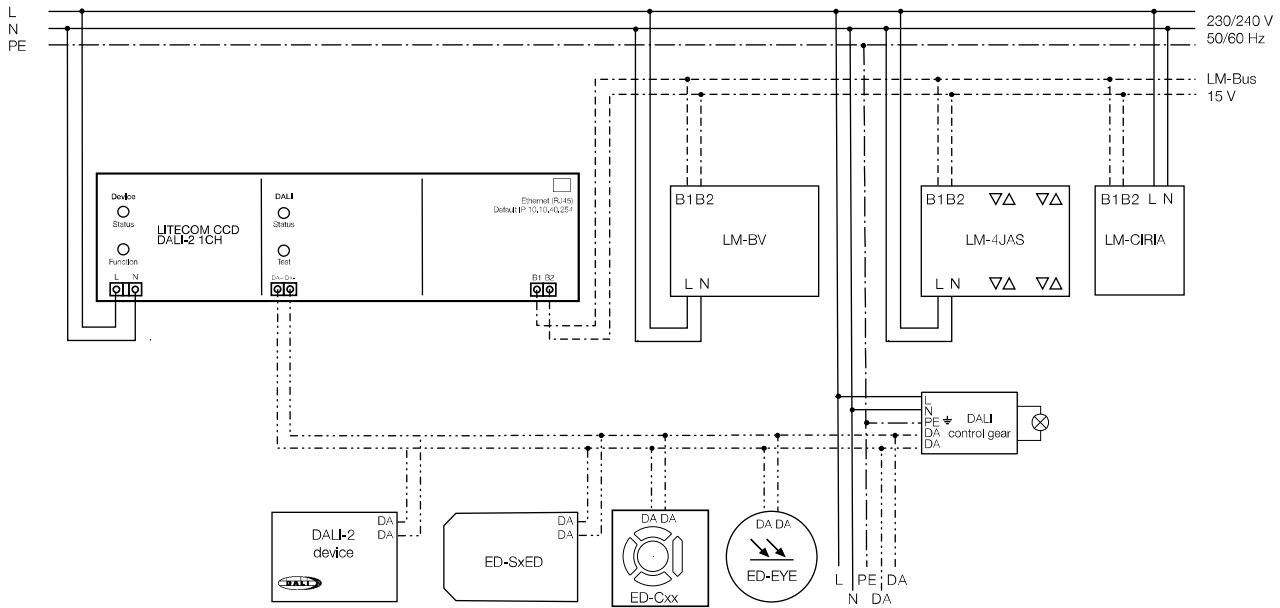 L
N
PE
230/240 V
50/60 Hz
LM-Bus
15 V
Device
Status
Function
L N
LITECOM CCD
DALI-2 1CH
DALI
Status
Test
DA- DA-
Ethernet (RJ45)
Default IP 10,10,40,254
B1 B2
B1B2
LM-BV
L N
B1B2
LM-4JAS
L N
B1B2 L N
LM-CIRIA
L
N
PE
DA
DA
DALI
control gear
DALI-2
device
DA
DA
DALI
ED-SxED
DA
DA
DA DA
ED-Cxx
DA DA
ED-EYE
L
N
PE
DA
DA